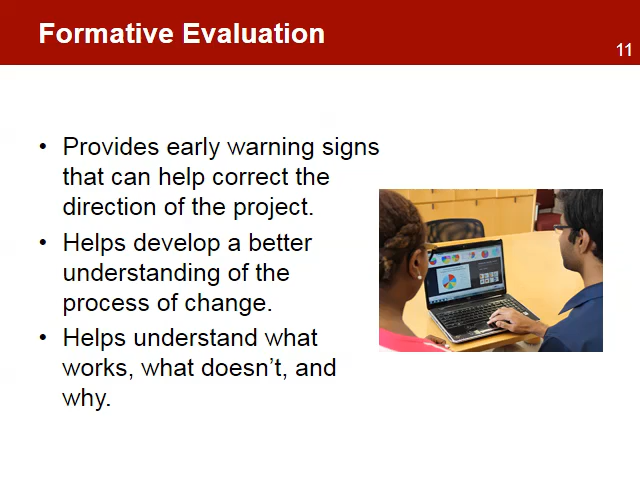 Formative Evaluation
11
• Provides early warning signs
that can help correct the
direction of the project.
• Helps develop a better
understanding of the
process of change.
• Helps understand what
works, what doesn’t, and
why.